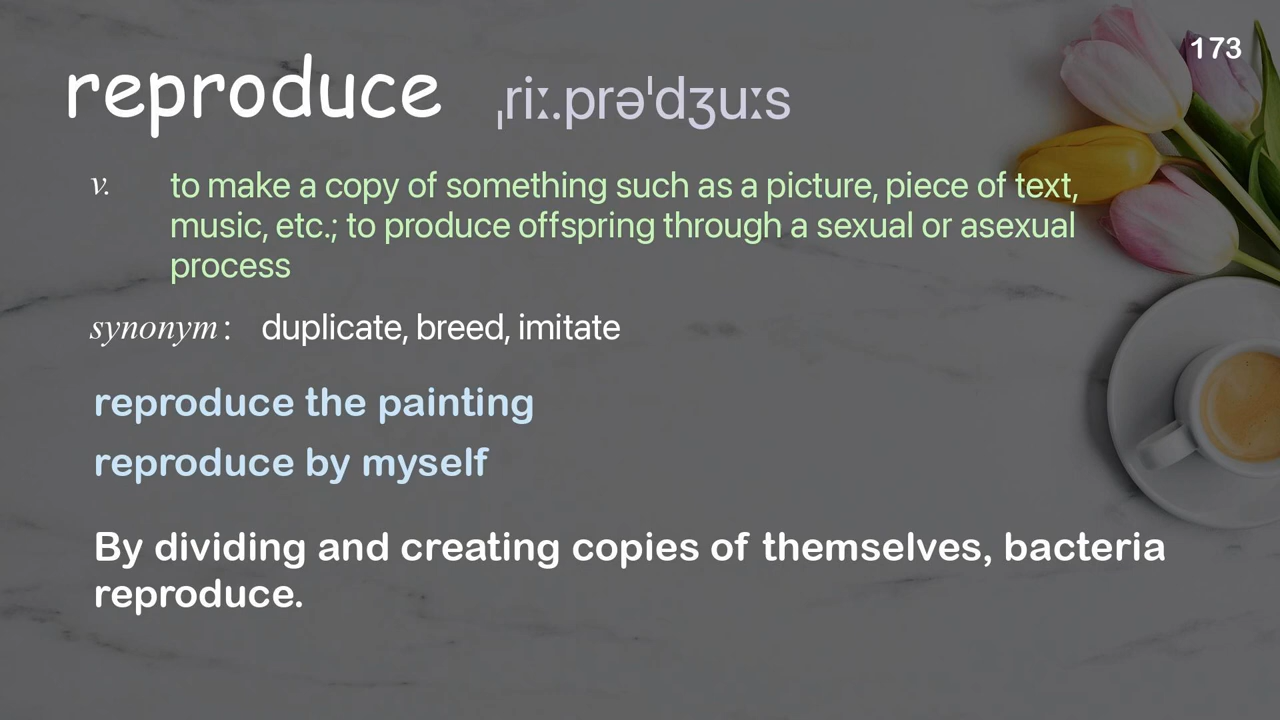 173
reproduce ˌriː.prəˈdʒuːs
v. to make a copy of something such as a picture, piece of text,
music, etc.; to produce offspring through a sexual or asexual
process
synonym: duplicate, breed, imitate
reproduce the painting
reproduce by myself
By dividing and creating copies of themselves, bacteria
reproduce.